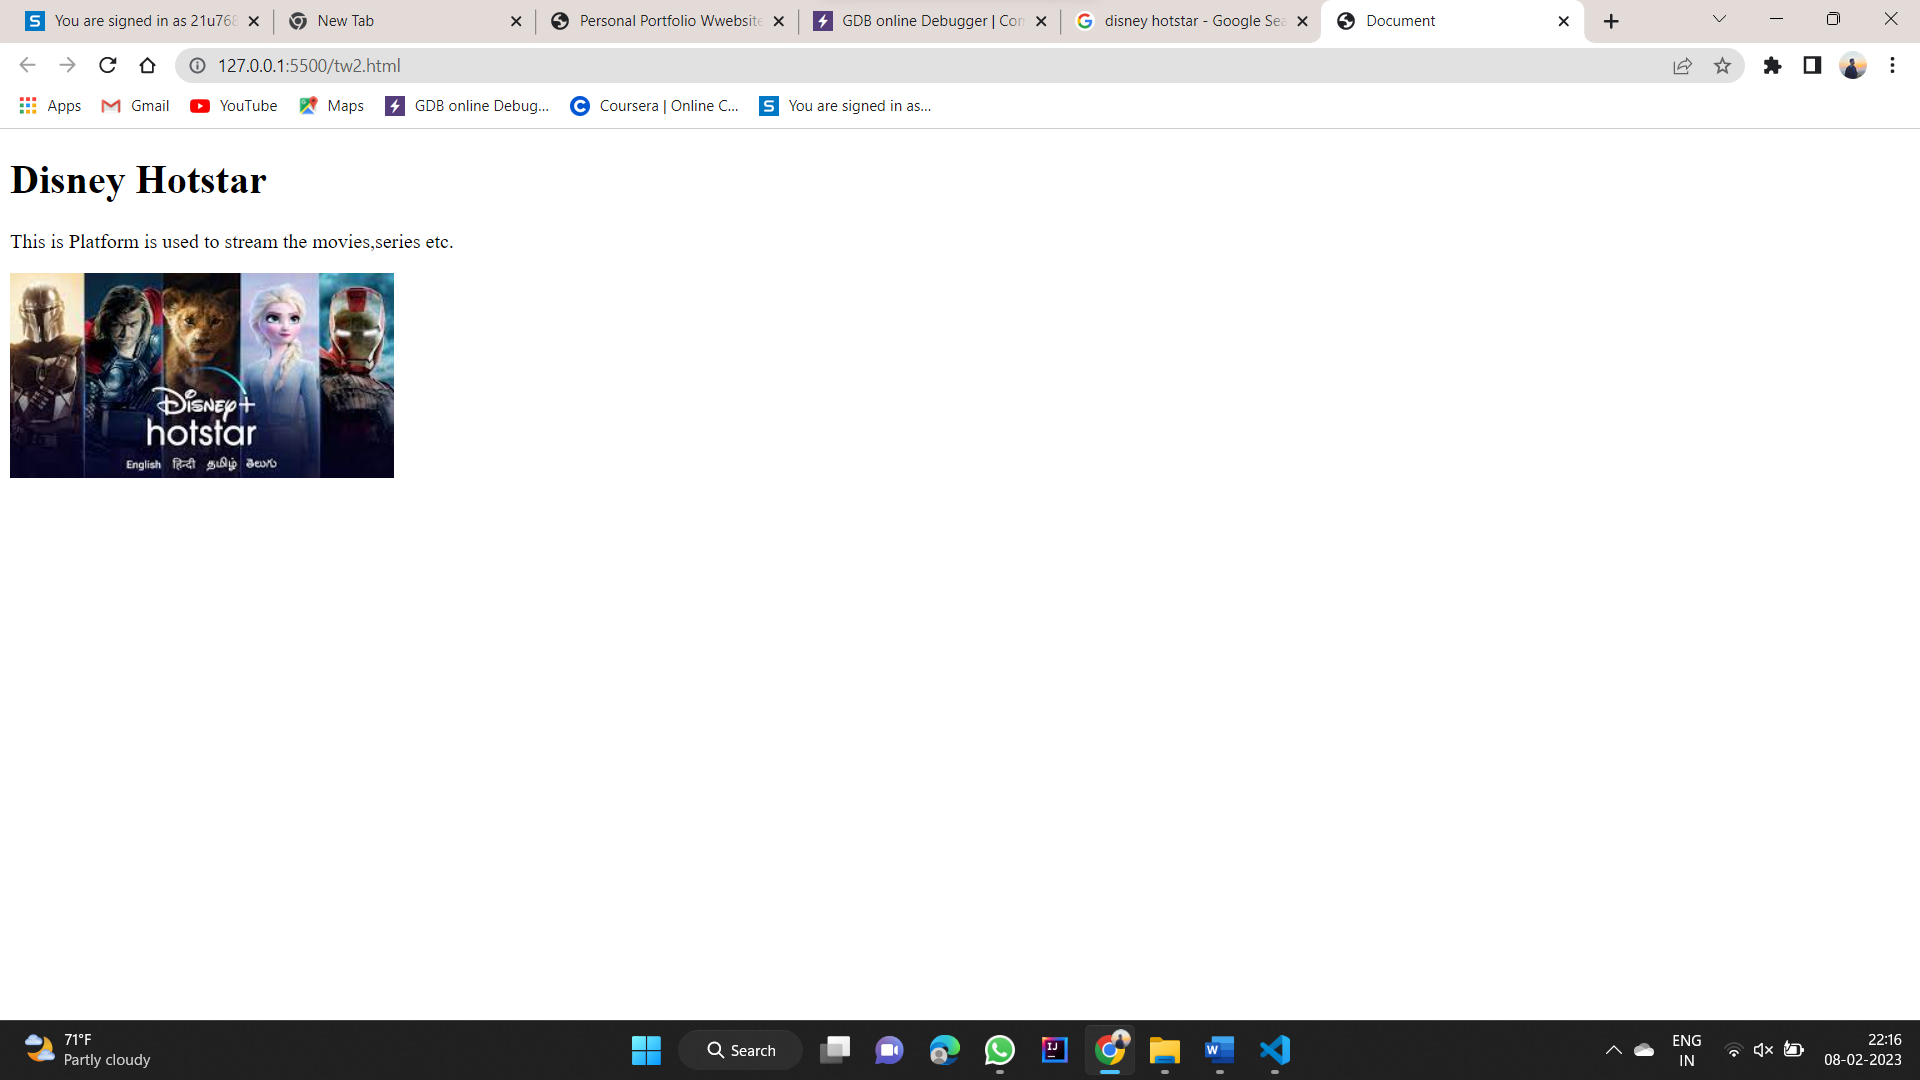 You are signed in as 21u768
New Tab
Personal Portfolio Wwebsite
GDB online Debugger | Com
disney hotstar - Google Sea
Document
127.0.0.1:5500/tw2.html
Apps
Gmail
YouTube
Maps
GDB online Debug...
Coursera | Online C...
You are signed in as...
Disney Hotstar
This is Platform is used to stream the movies,series etc.
Disney+
hotstar
English हिन्दी தமிழ் తెలుగు
71°F
Partly cloudy
Search
ENG
IN
22:16
08-02-2023